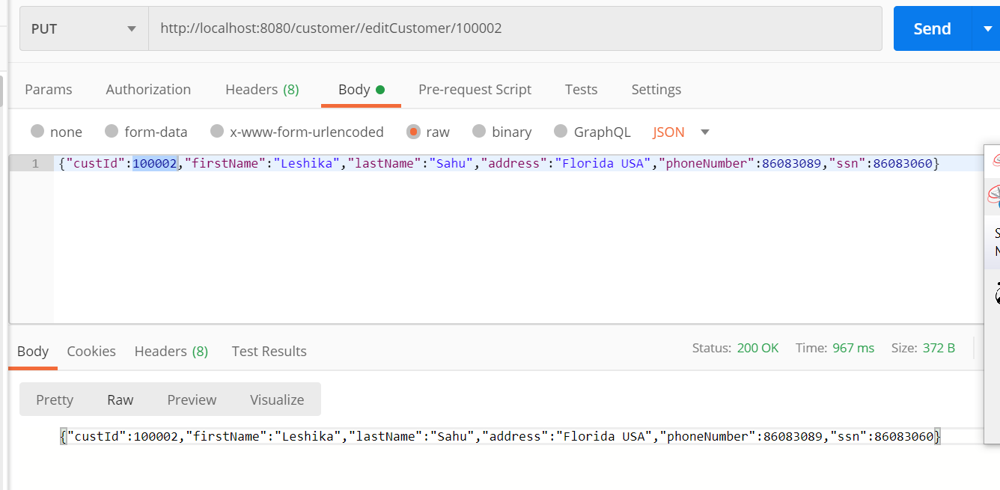 PUT http://localhost:8080/customer//editCustomer/100002 Send
Params Authorization Headers (8) Body Pre-request Script Tests Settings
none form-data x-www-form-urlencoded raw binary GraphQL JSON
1 {"custId":100002,"firstName":"Leshika","lastName":"Sahu","address":"Florida USA","phoneNumber":86083089,"ssn":86083060}
Body Cookies Headers (8) Test Results Status: 200 OK Time: 967 ms Size: 372 B
Pretty Raw Preview Visualize
{"custId":100002,"firstName":"Leshika","lastName":"Sahu","address":"Florida USA","phoneNumber":86083089,"ssn":86083060}